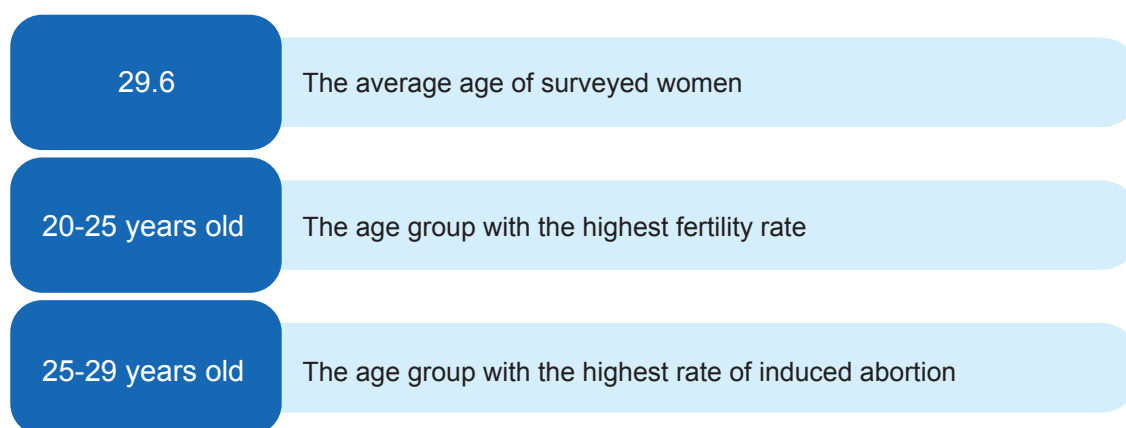 29.6
The average age of surveyed women
20-25 years old
The age group with the highest fertility rate
25-29 years old
The age group with the highest rate of induced abortion